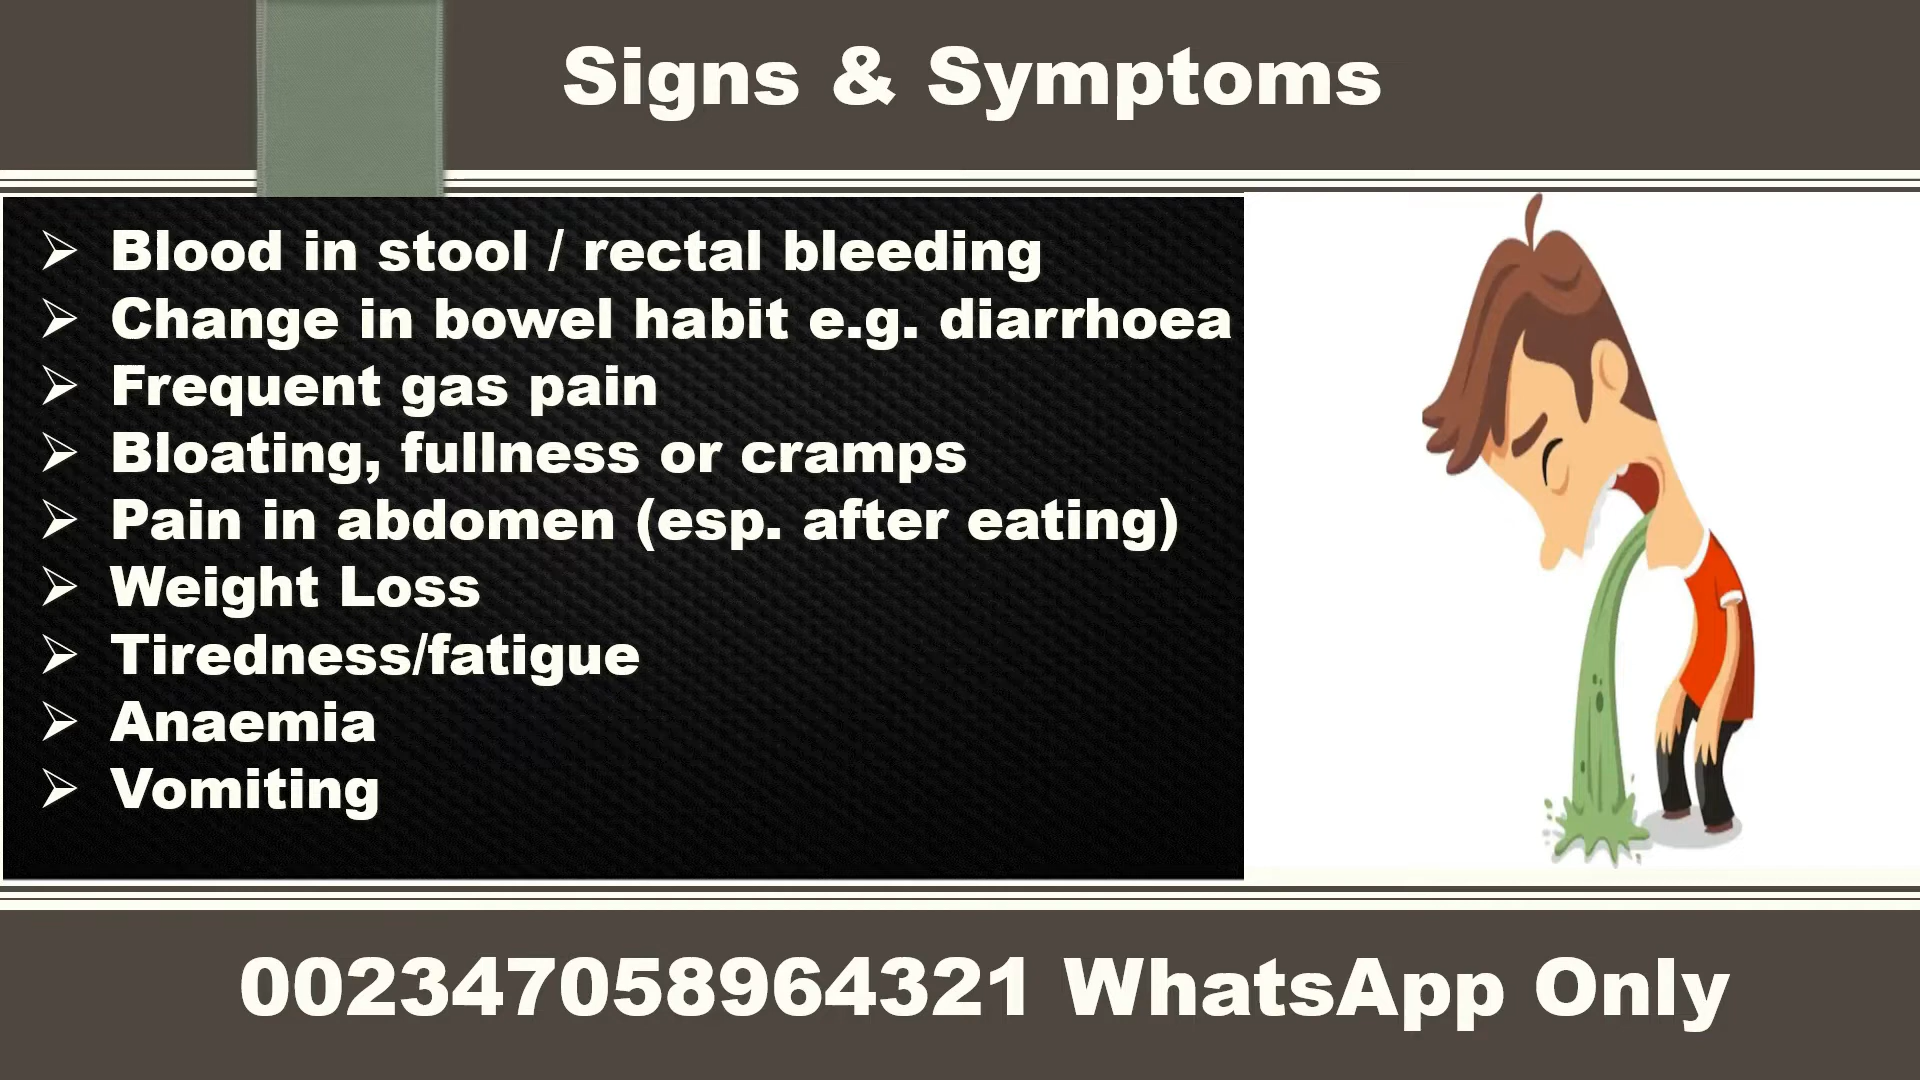 Signs & Symptoms
➢ Blood in stool / rectal bleeding
➢ Change in bowel habit e.g. diarrhoea
➢ Frequent gas pain
➢ Bloating, fullness or cramps
➢ Pain in abdomen (esp. after eating)
➢ Weight Loss
➢ Tiredness/fatigue
➢ Anaemia
➢ Vomiting
002347058964321 WhatsApp Only